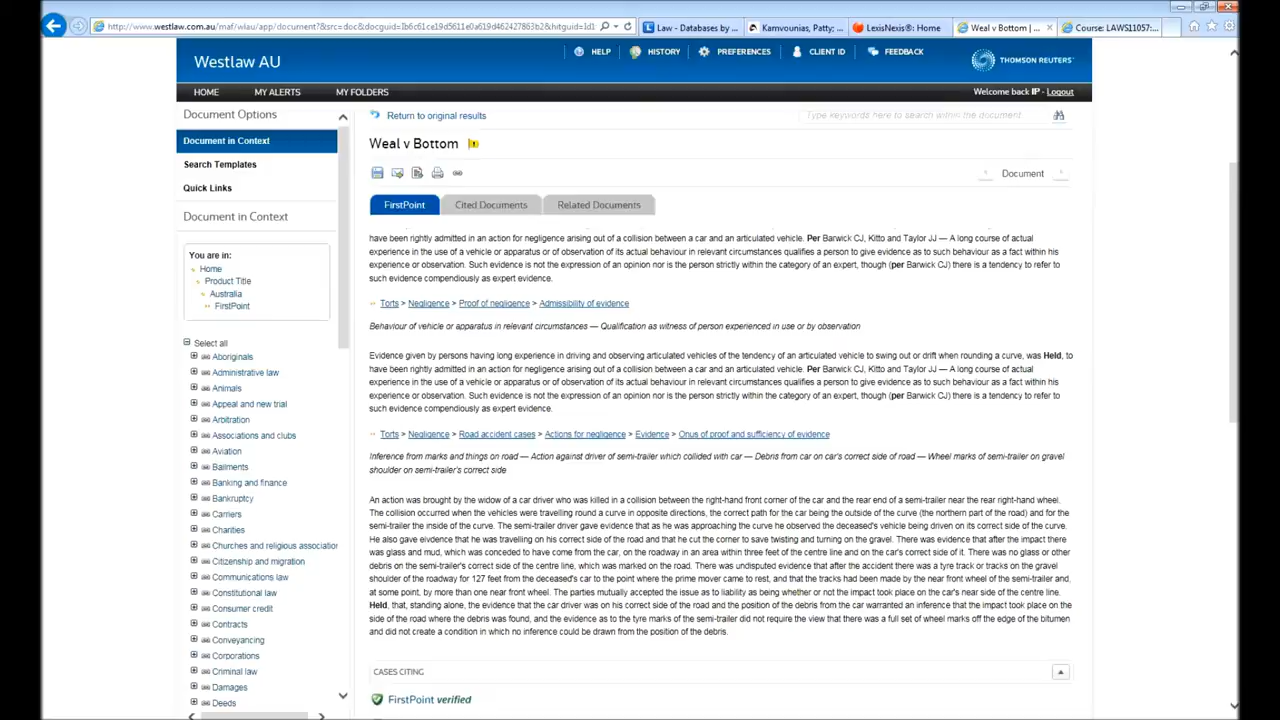 http://www.westlaw.com.au/maf/wlau/app/document?&src=doc&docguid=Ib6c61ce19d5611e0a619d462427863b2&hitguid=Id1
Law - Databases by ...
Kamvounias, Patty; ...
LexisNexis®: Home
Weal v Bottom | ...
Course: LAWS11057: ...
Westlaw AU
HELP
HISTORY
PREFERENCES
CLIENT ID
FEEDBACK
THOMSON REUTERS
HOME
MY ALERTS
MY FOLDERS
Welcome back IP - Logout
Document Options
Document in Context
Search Templates
Quick Links
Document in Context
You are in:
Home
Product Title
Australia
FirstPoint
Select all
Aboriginals
Administrative law
Animals
Appeal and new trial
Arbitration
Associations and clubs
Aviation
Bailments
Banking and finance
Bankruptcy
Carriers
Charities
Churches and religious association
Citizenship and migration
Communications law
Constitutional law
Consumer credit
Contracts
Conveyancing
Corporations
Criminal law
Damages
Deeds
Return to original results
Type keywords here to search within the document
Weal v Bottom
Document
FirstPoint
Cited Documents
Related Documents
have been rightly admitted in an action for negligence arising out of a collision between a car and an articulated vehicle. Per Barwick CJ, Kitto and Taylor JJ — A long course of actual
experience in the use of a vehicle or apparatus or of observation of its actual behaviour in relevant circumstances qualifies a person to give evidence as to such behaviour as a fact within his
experience or observation. Such evidence is not the expression of an opinion nor is the person strictly within the category of an expert, though (per Barwick CJ) there is a tendency to refer to
such evidence compendiously as expert evidence.
Torts > Negligence > Proof of negligence > Admissibility of evidence
Behaviour of vehicle or apparatus in relevant circumstances — Qualification as witness of person experienced in use or by observation
Evidence given by persons having long experience in driving and observing articulated vehicles of the tendency of an articulated vehicle to swing out or drift when rounding a curve, was Held, to
have been rightly admitted in an action for negligence arising out of a collision between a car and an articulated vehicle. Per Barwick CJ, Kitto and Taylor JJ — A long course of actual
experience in the use of a vehicle or apparatus or of observation of its actual behaviour in relevant circumstances qualifies a person to give evidence as to such behaviour as a fact within his
experience or observation. Such evidence is not the expression of an opinion nor is the person strictly within the category of an expert, though (per Barwick CJ) there is a tendency to refer to
such evidence compendiously as expert evidence.
Torts > Negligence > Road accident cases > Actions for negligence > Evidence > Onus of proof and sufficiency of evidence
Inference from marks and things on road — Action against driver of semi-trailer which collided with car — Debris from car on car's correct side of road — Wheel marks of semi-trailer on gravel
shoulder on semi-trailer's correct side
An action was brought by the widow of a car driver who was killed in a collision between the right-hand front corner of the car and the rear end of a semi-trailer near the rear right-hand wheel.
The collision occurred when the vehicles were travelling round a curve in opposite directions, the correct path for the car being the outside of the curve (the northern part of the road) and for the
semi-trailer the inside of the curve. The semi-trailer driver gave evidence that as he was approaching the curve he observed the deceased's vehicle being driven on its correct side of the curve.
He also gave evidence that he was travelling on his correct side of the road and that he cut the corner to save twisting and turning on the gravel. There was evidence that after the impact there
was glass and mud, which was conceded to have come from the car, on the roadway in an area within three feet of the centre line and on the car's correct side of it. There was no glass or other
debris on the semi-trailer's correct side of the centre line, which was marked on the road. There was undisputed evidence that after the accident there was a tyre track or tracks on the gravel
shoulder of the roadway for 127 feet from the deceased's car to the point where the prime mover came to rest, and that the tracks had been made by the near front wheel of the semi-trailer and,
at some point, by more than one near front wheel. The parties mutually accepted the issue as to liability as being whether or not the impact took place on the car's near side of the centre line.
Held, that, standing alone, the evidence that the car driver was on his correct side of the road and the position of the debris from the car warranted an inference that the impact took place on the
side of the road where the debris was found, and the evidence as to the tyre marks of the semi-trailer did not require the view that there was a full set of wheel marks off the edge of the bitumen
and did not create a condition in which no inference could be drawn from the position of the debris.
CASES CITING
FirstPoint verified